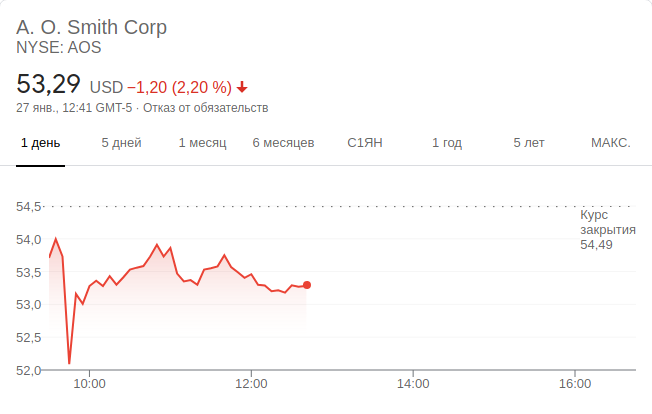 A. O. Smith Corp
NYSE: AOS
53,29 USD −1,20 (2,20 %)
27 янв., 12:41 GMT-5 · Отказ от обязательств
1 день 5 дней 1 месяц 6 месяцев С1ЯН 1 год 5 лет МАКС.
54,5
Курс
закрытия
54,49
54,0
53,5
53,0
52,5
52,0
10:00 12:00 14:00 16:00